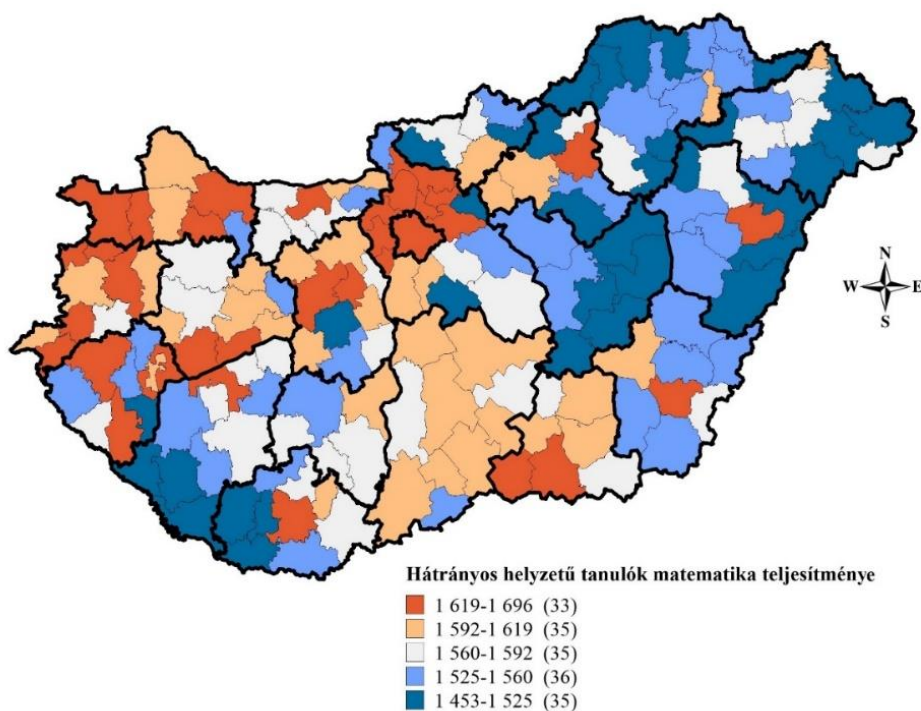 N
W E
S
Hátrányos helyzetű tanulók matematika teljesítménye
1 619-1 696 (33)
1 592-1 619 (35)
1 560-1 592 (35)
1 525-1 560 (36)
1 453-1 525 (35)